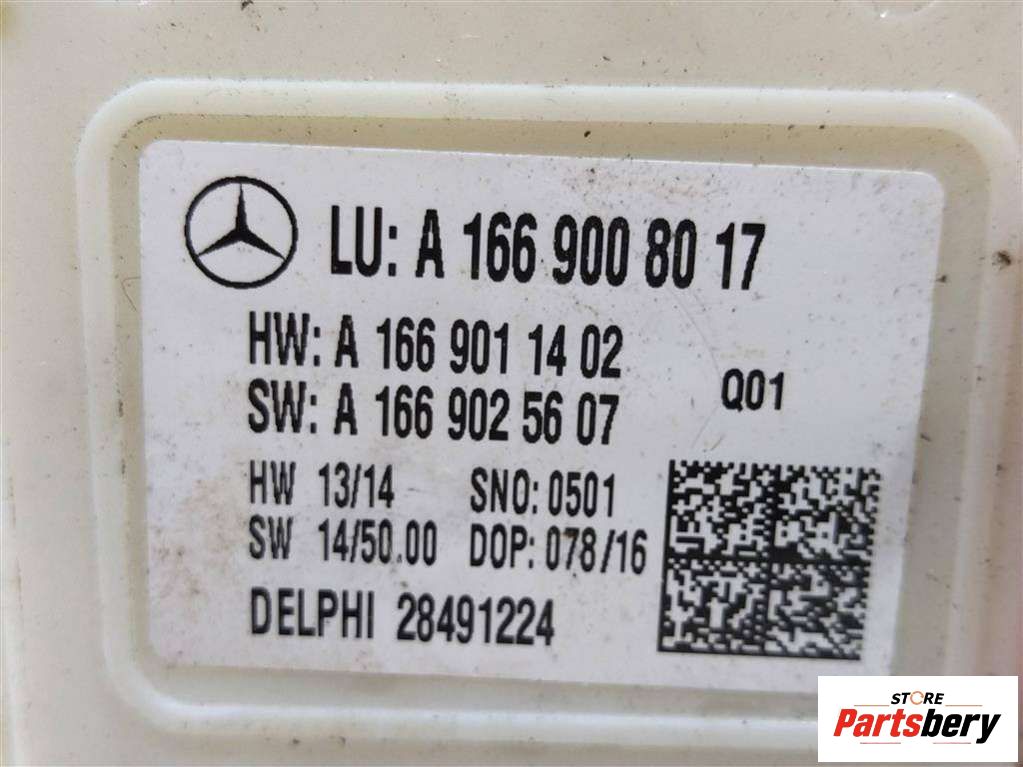 LU: A 166 900 80 17
HW: A 166 901 14 02
SW: A 166 902 56 07
Q01
HW 13/14 SNO: 0501
SW 14/50.00 DOP: 078/16
DELPHI 28491224
STORE
Partsbery